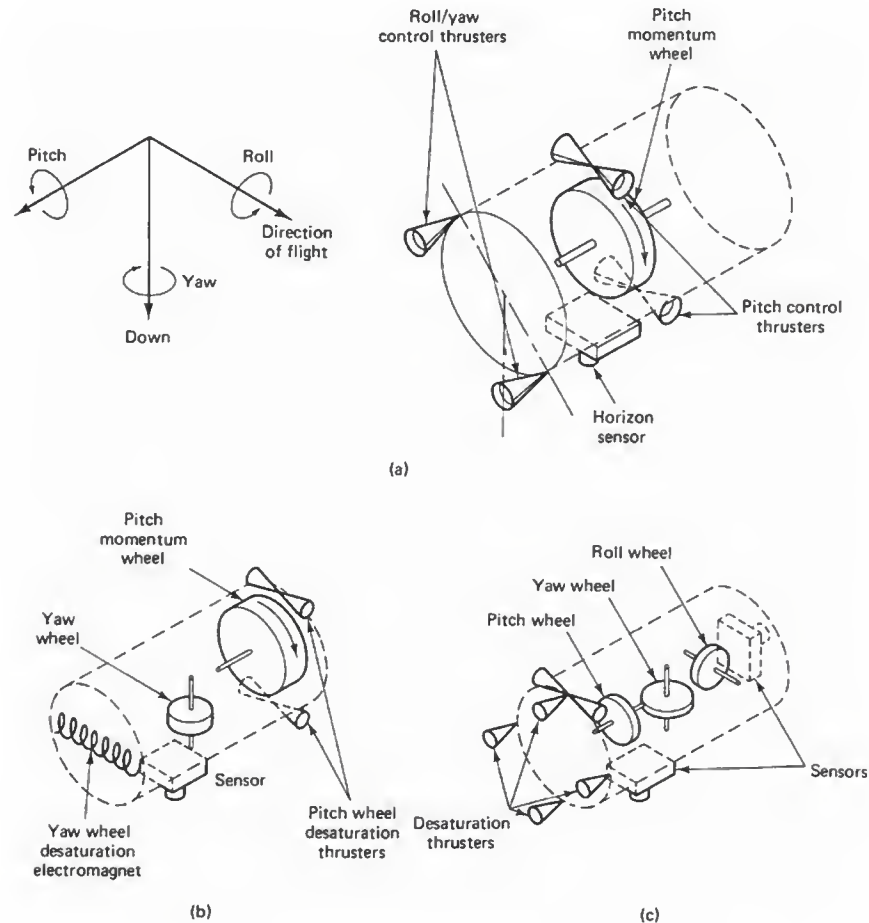 Roll/yaw
control thrusters
Pitch
momentum
wheel
Pitch
Roll
Direction
of flight
Yaw
Down
Pitch control
thrusters
Horizon
sensor
(a)
Pitch
momentum
wheel
Yaw
wheel
Sensor
Yaw wheel
desaturation
electromagnet
Pitch wheel
desaturation
thrusters
(b)
Roll wheel
Yaw wheel
Pitch wheel
Sensors
Desaturation
thrusters
(c)